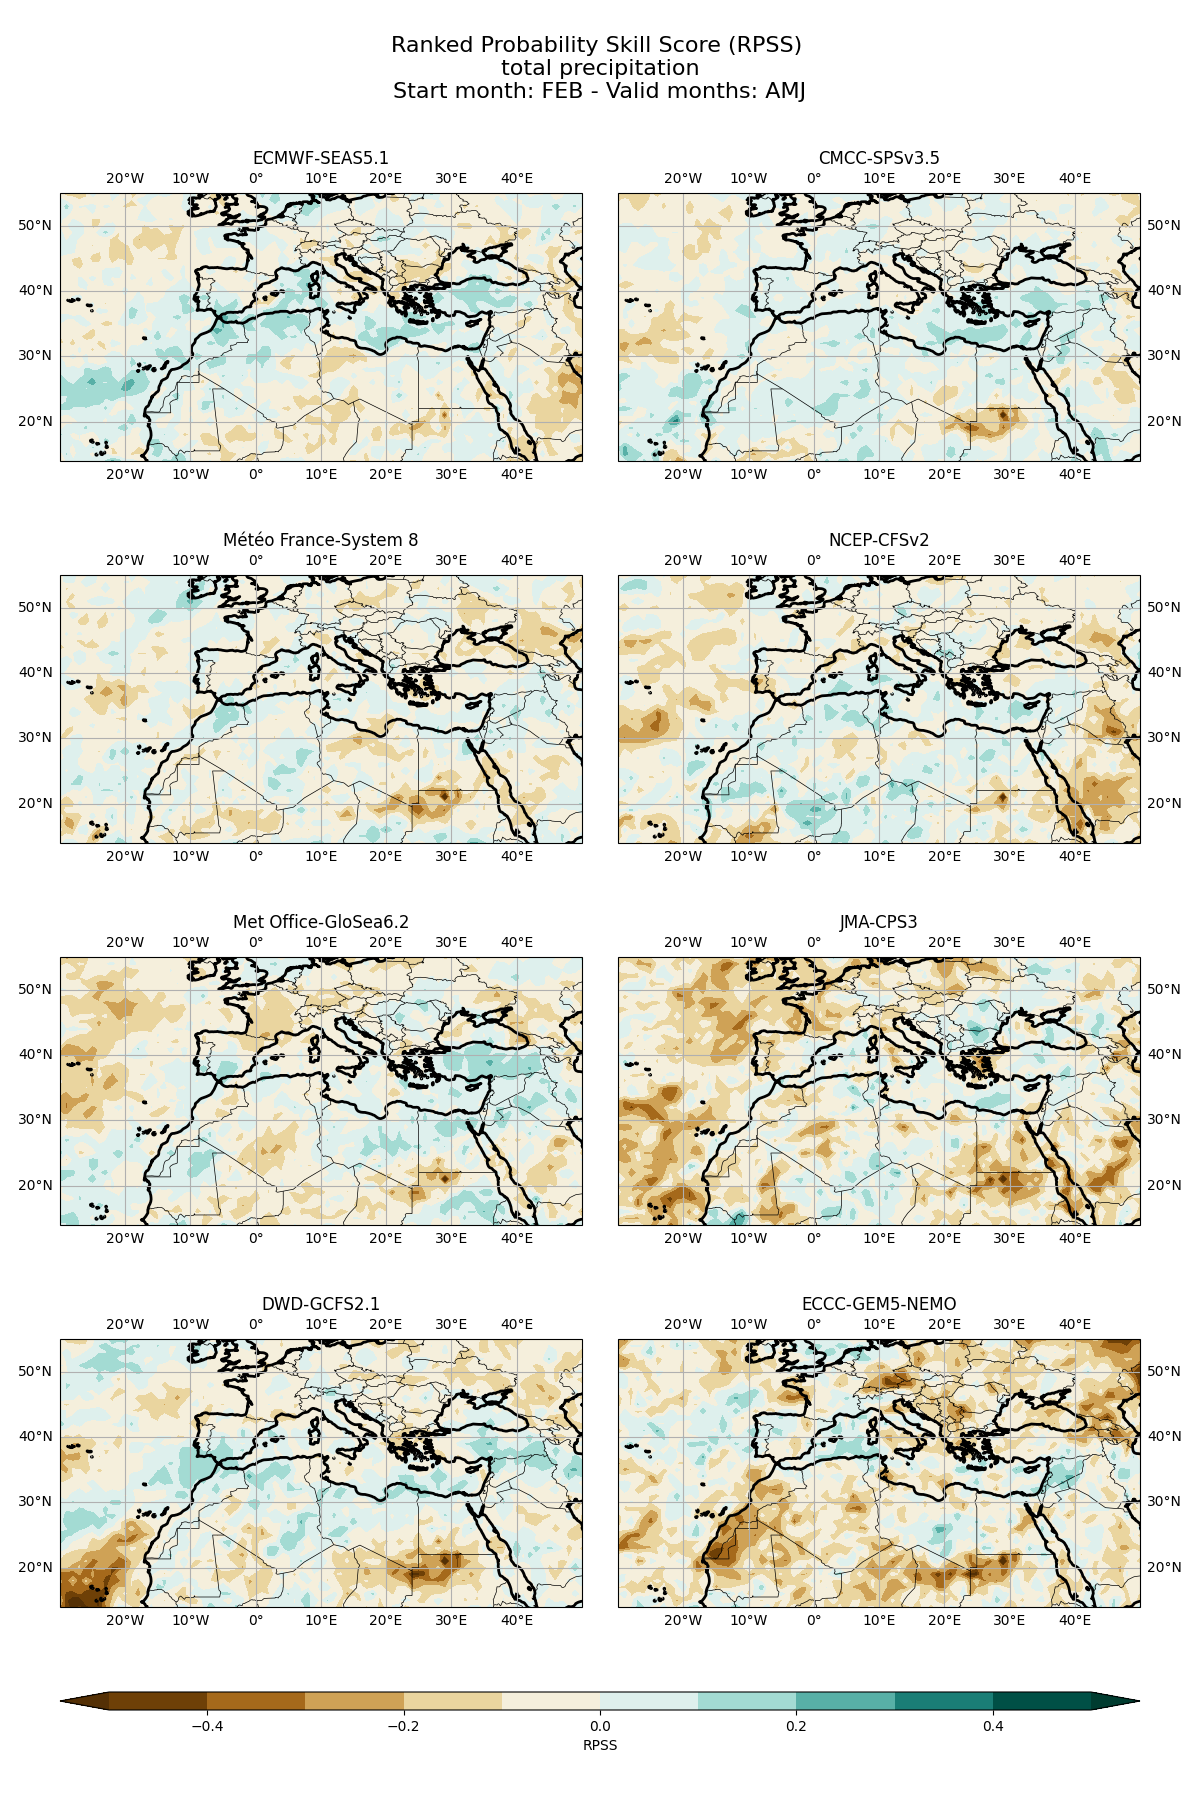 Ranked Probability Skill Score (RPSS)
total precipitation
Start month: FEB - Valid months: AMJ
ECMWF-SEAS5.1
20°W 10°W 0° 10°E 20°E 30°E 40°E
50°N
40°N
30°N
20°N
20°W 10°W 0° 10°E 20°E 30°E 40°E
CMCC-SPSv3.5
20°W 10°W 0° 10°E 20°E 30°E 40°E
50°N
40°N
30°N
20°N
20°W 10°W 0° 10°E 20°E 30°E 40°E
Météo France-System 8
20°W 10°W 0° 10°E 20°E 30°E 40°E
50°N
40°N
30°N
20°N
20°W 10°W 0° 10°E 20°E 30°E 40°E
NCEP-CFSv2
20°W 10°W 0° 10°E 20°E 30°E 40°E
50°N
40°N
30°N
20°N
20°W 10°W 0° 10°E 20°E 30°E 40°E
Met Office-GloSea6.2
20°W 10°W 0° 10°E 20°E 30°E 40°E
50°N
40°N
30°N
20°N
20°W 10°W 0° 10°E 20°E 30°E 40°E
JMA-CPS3
20°W 10°W 0° 10°E 20°E 30°E 40°E
50°N
40°N
30°N
20°N
20°W 10°W 0° 10°E 20°E 30°E 40°E
DWD-GCFS2.1
20°W 10°W 0° 10°E 20°E 30°E 40°E
50°N
40°N
30°N
20°N
20°W 10°W 0° 10°E 20°E 30°E 40°E
ECCC-GEM5-NEMO
20°W 10°W 0° 10°E 20°E 30°E 40°E
50°N
40°N
30°N
20°N
20°W 10°W 0° 10°E 20°E 30°E 40°E
−0.4 −0.2 0.0 0.2 0.4
RPSS